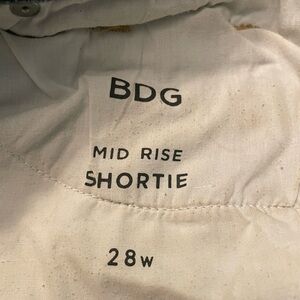 BDG
MID RISE
SHORTIE
28w